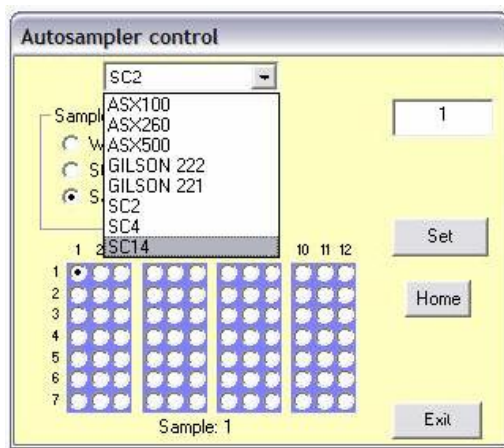 Autosampler control
SC2
ASX100
ASX260
ASX500
GILSON 222
GILSON 221
SC2
SC4
SC14
1
Set
Home
Exit
1 10 11 12
1
2
3
4
5
6
7
Sample: 1